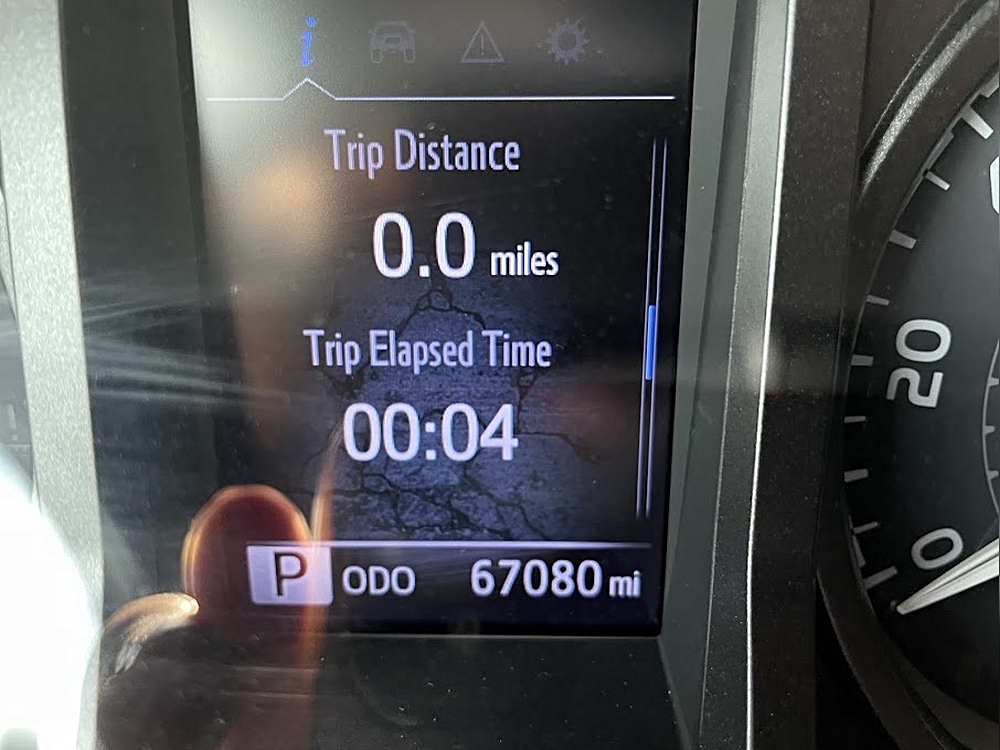 i
Trip Distance
0.0 miles
Trip Elapsed Time
00:04
P ODO 67080 mi
20
0